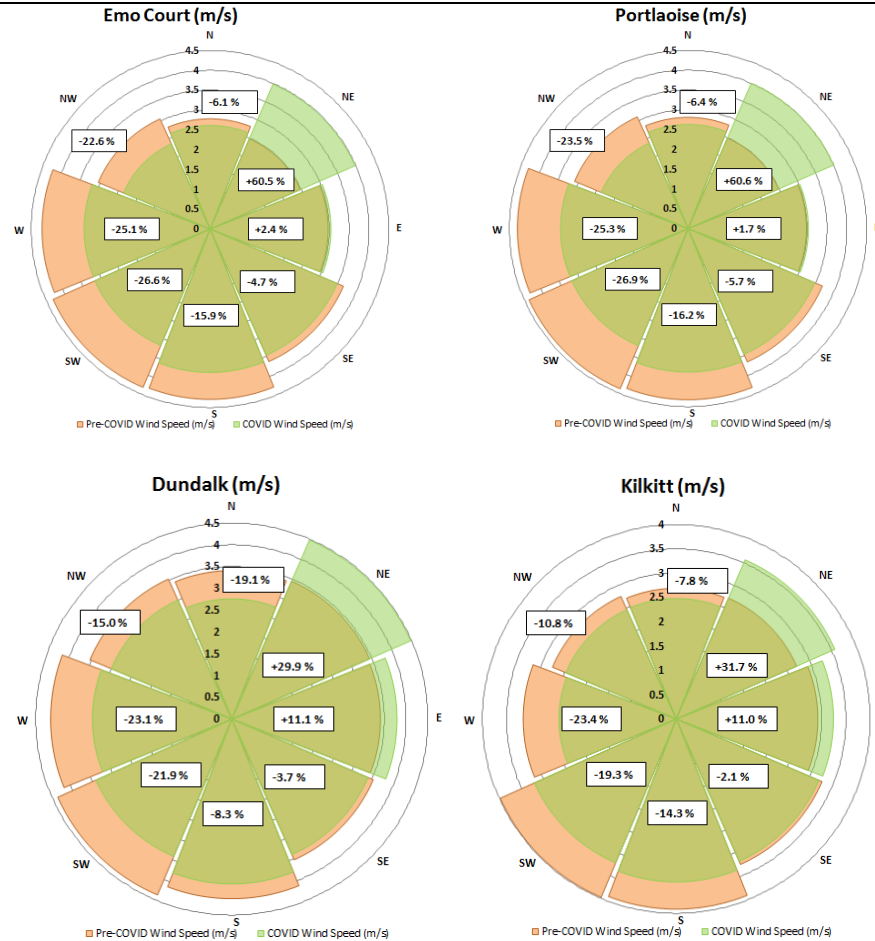 Emo Court (m/s)
N
4.5
4
3.5
3
2.5
2
1.5
1
0.5
0
NE
E
SE
S
SW
W
NW
-6.1 %
+60.5 %
+2.4 %
-4.7 %
-15.9 %
-26.6 %
-25.1 %
-22.6 %
Pre-COVID Wind Speed (m/s) COVID Wind Speed (m/s)
Portlaoise (m/s)
N
4.5
4
3.5
3
2.5
2
1.5
1
0.5
0
NE
SE
S
SW
W
NW
-6.4 %
+60.6 %
+1.7 %
-5.7 %
-16.2 %
-26.9 %
-25.3 %
-23.5 %
Pre-COVID Wind Speed (m/s) COVID Wind Speed (m/s)
Dundalk (m/s)
N
4.5
4
3.5
3
2.5
2
1.5
1
0.5
0
NE
E
SE
S
SW
W
NW
-19.1 %
+29.9 %
+11.1 %
-3.7 %
-8.3 %
-21.9 %
-23.1 %
-15.0 %
Pre-COVID Wind Speed (m/s) COVID Wind Speed (m/s)
Kilkitt (m/s)
N
4
3.5
3
2.5
2
1.5
1
0.5
0
NE
SE
S
SW
W
NW
-7.8 %
+31.7 %
+11.0 %
-2.1 %
-14.3 %
-19.3 %
-23.4 %
-10.8 %
Pre-COVID Wind Speed (m/s) COVID Wind Speed (m/s)